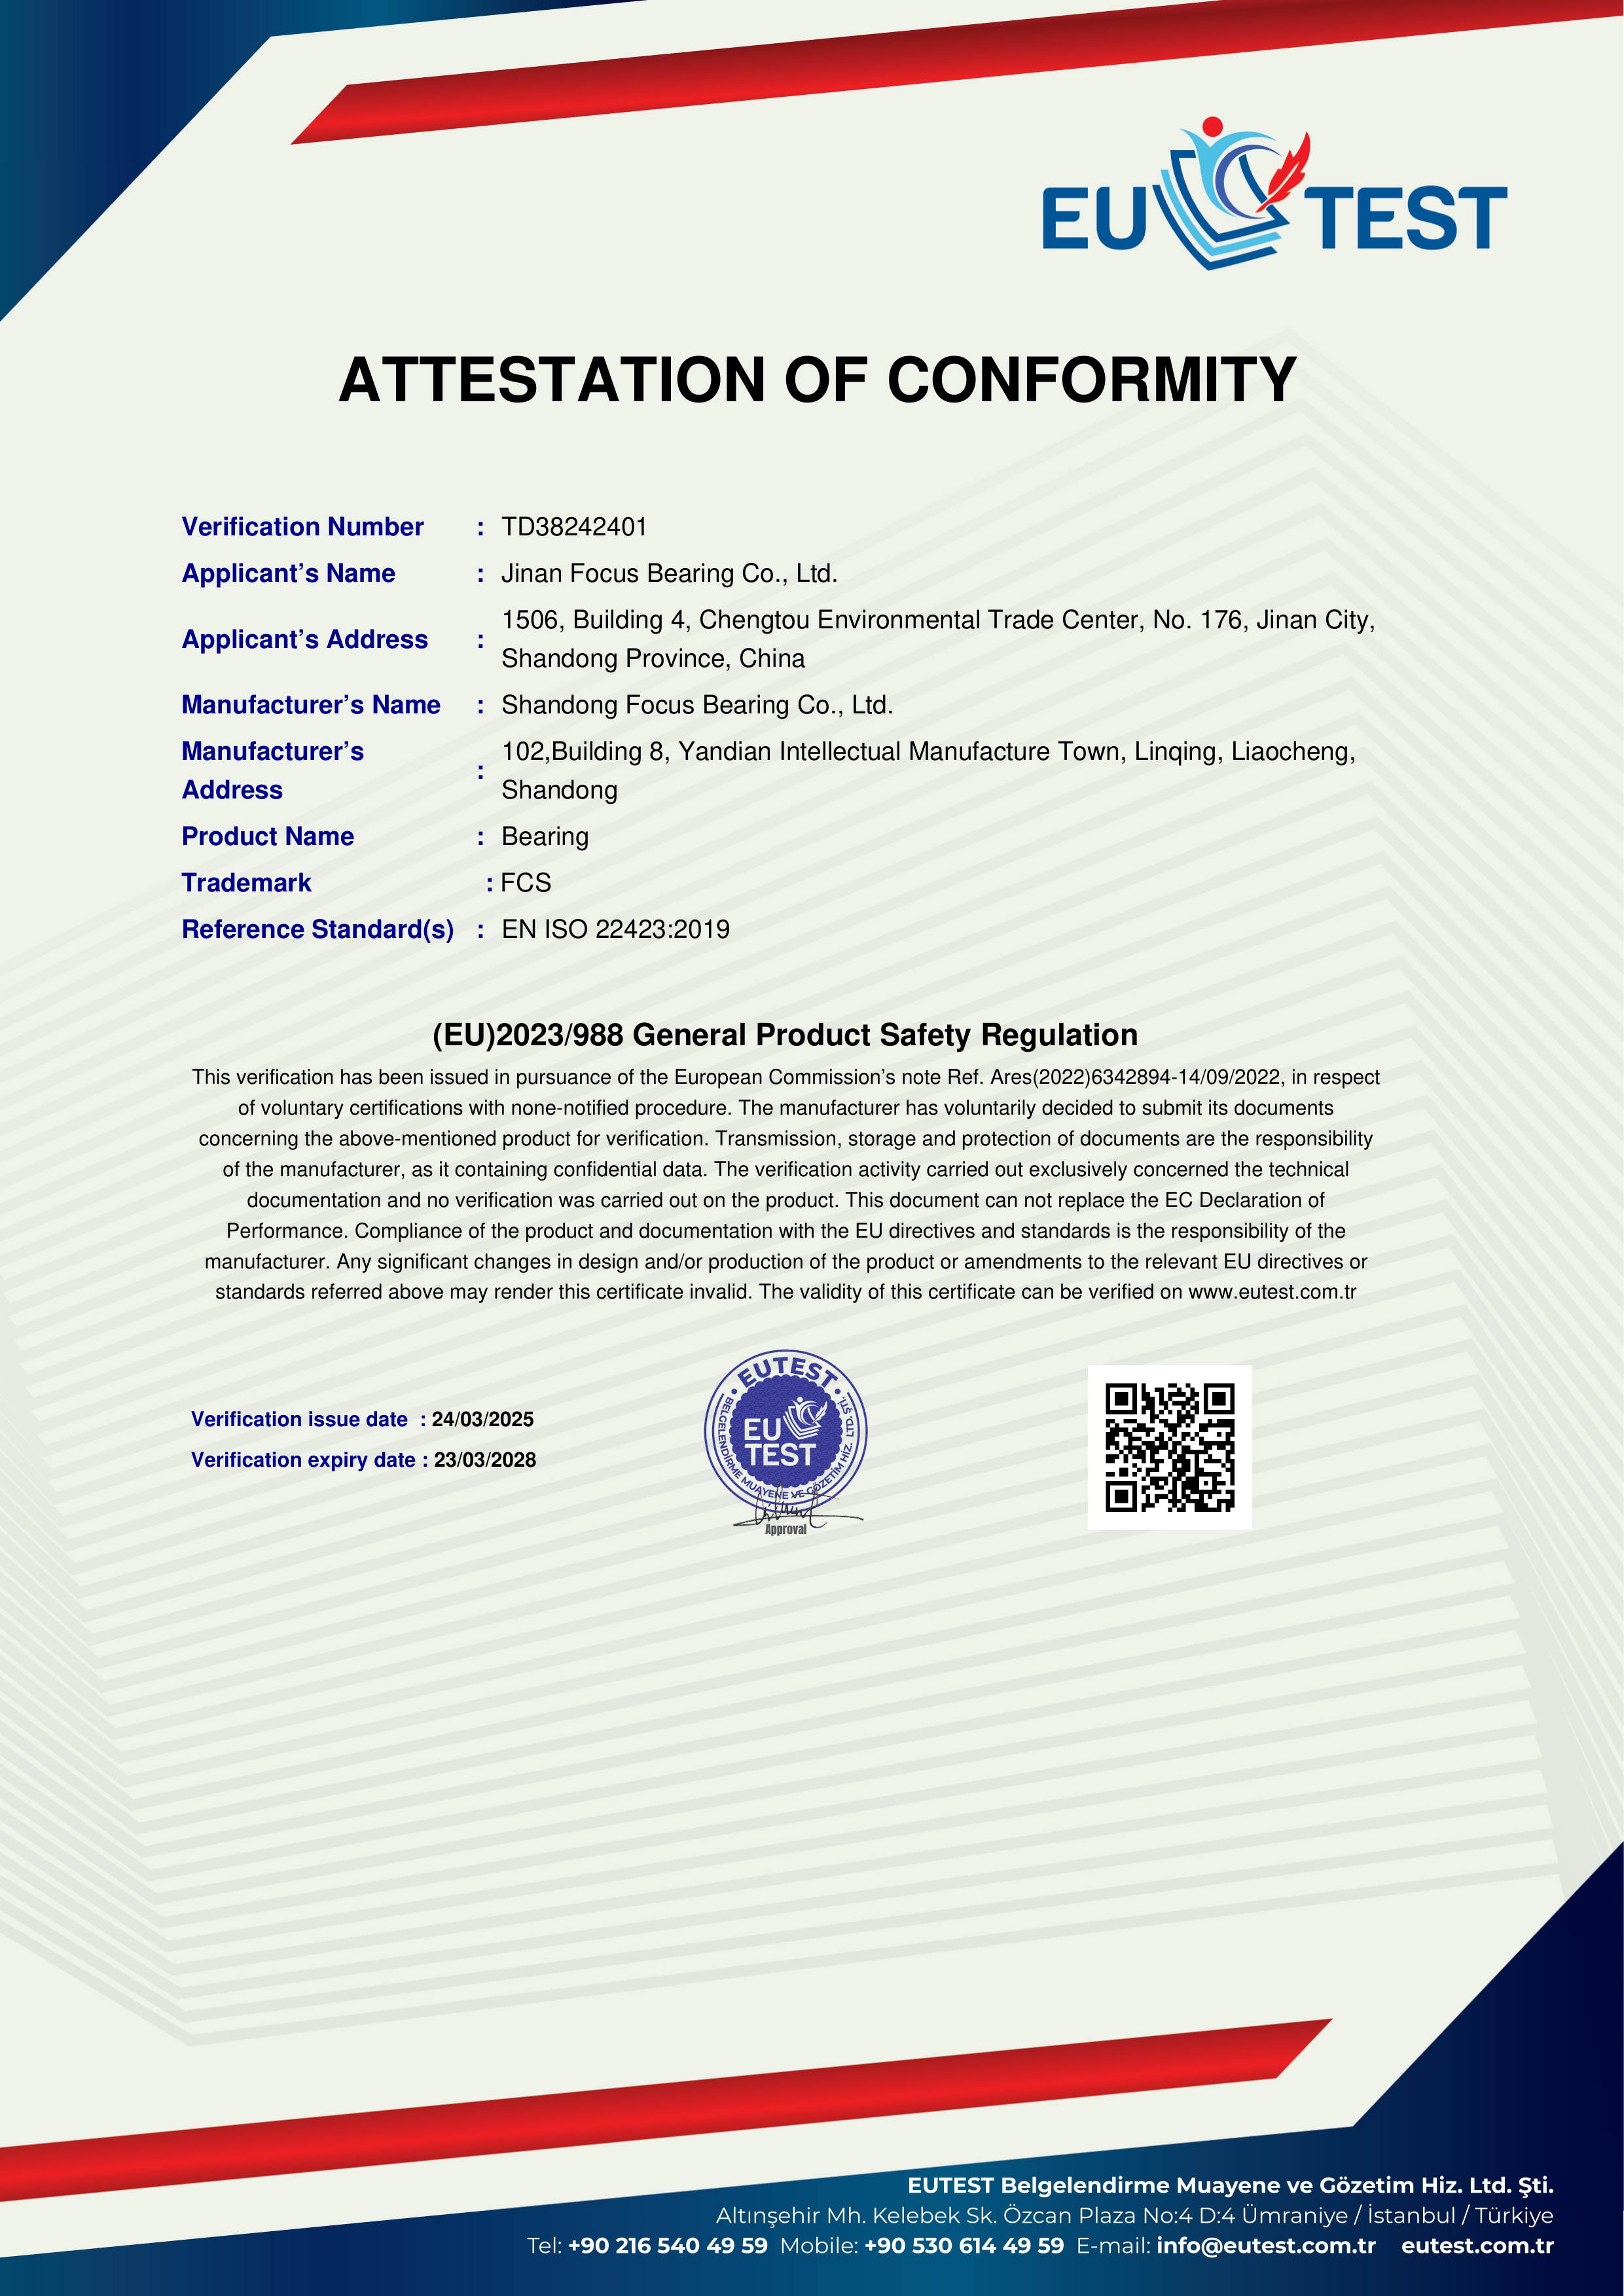 EU TEST
ATTESTATION OF CONFORMITY
Verification Number : TD38242401
Applicant’s Name : Jinan Focus Bearing Co., Ltd.
Applicant’s Address : 1506, Building 4, Chengtou Environmental Trade Center, No. 176, Jinan City,
Shandong Province, China
Manufacturer’s Name : Shandong Focus Bearing Co., Ltd.
Manufacturer’s Address : 102,Building 8, Yandian Intellectual Manufacture Town, Linqing, Liaocheng,
Shandong
Product Name : Bearing
Trademark : FCS
Reference Standard(s) : EN ISO 22423:2019
(EU)2023/988 General Product Safety Regulation
This verification has been issued in pursuance of the European Commission’s note Ref. Ares(2022)6342894-14/09/2022, in respect
of voluntary certifications with none-notified procedure. The manufacturer has voluntarily decided to submit its documents
concerning the above-mentioned product for verification. Transmission, storage and protection of documents are the responsibility
of the manufacturer, as it containing confidential data. The verification activity carried out exclusively concerned the technical
documentation and no verification was carried out on the product. This document can not replace the EC Declaration of
Performance. Compliance of the product and documentation with the EU directives and standards is the responsibility of the
manufacturer. Any significant changes in design and/or production of the product or amendments to the relevant EU directives or
standards referred above may render this certificate invalid. The validity of this certificate can be verified on www.eutest.com.tr
Verification issue date : 24/03/2025
Verification expiry date : 23/03/2028
EUTEST
BELGELENDİRME MUAYENE VE GÖZETİM HİZ. LTD. ŞTİ.
EU
TEST
Approval
EUTEST Belgelendirme Muayene ve Gözetim Hiz. Ltd. Şti.
Altınşehir Mh. Kelebek Sk. Özcan Plaza No:4 D:4 Ümraniye / İstanbul / Türkiye
Tel: +90 216 540 49 59 Mobile: +90 530 614 49 59 E-mail: info@eutest.com.tr eutest.com.tr